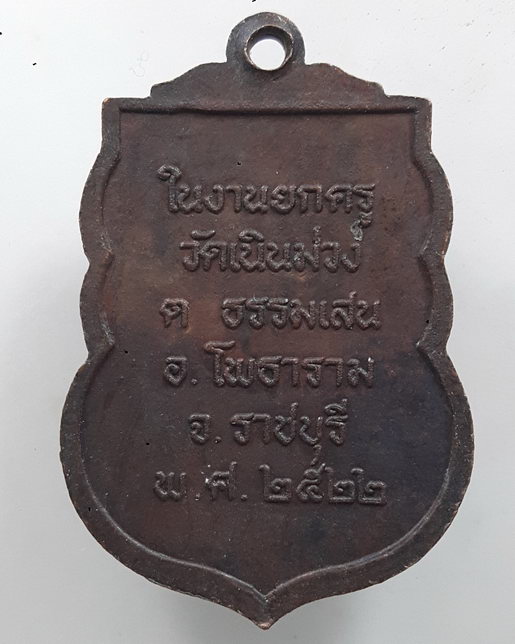 ในงานยกครู
วัดเนินม่วง
ต ธรรมเสน
อ. โพธาราม
จ. ราชบุรี
พ.ศ. ๒๕๒๒